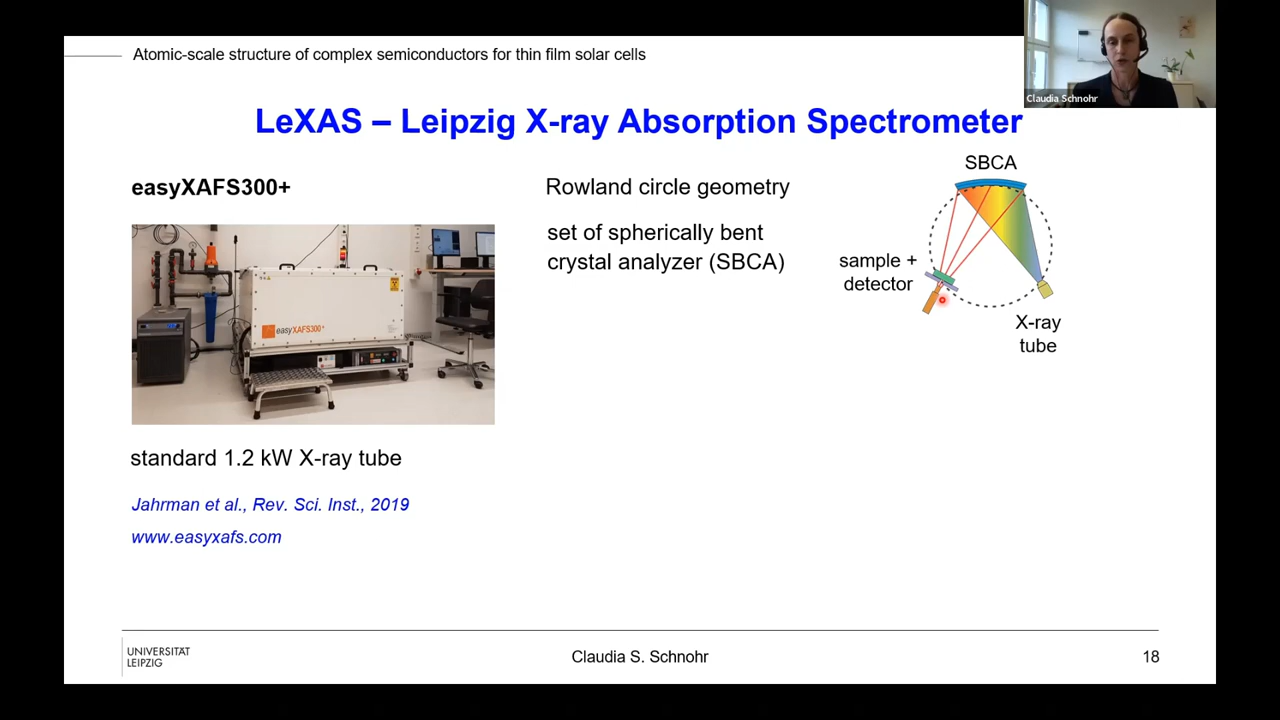 Atomic-scale structure of complex semiconductors for thin film solar cells
Claudia Schnohr
LeXAS – Leipzig X-ray Absorption Spectrometer
easyXAFS300+
Rowland circle geometry
set of spherically bent
crystal analyzer (SBCA)
SBCA
sample +
detector
X-ray
tube
easyXAFS300+
standard 1.2 kW X-ray tube
Jahrman et al., Rev. Sci. Inst., 2019
www.easyxafs.com
UNIVERSITÄT
LEIPZIG
Claudia S. Schnohr
18